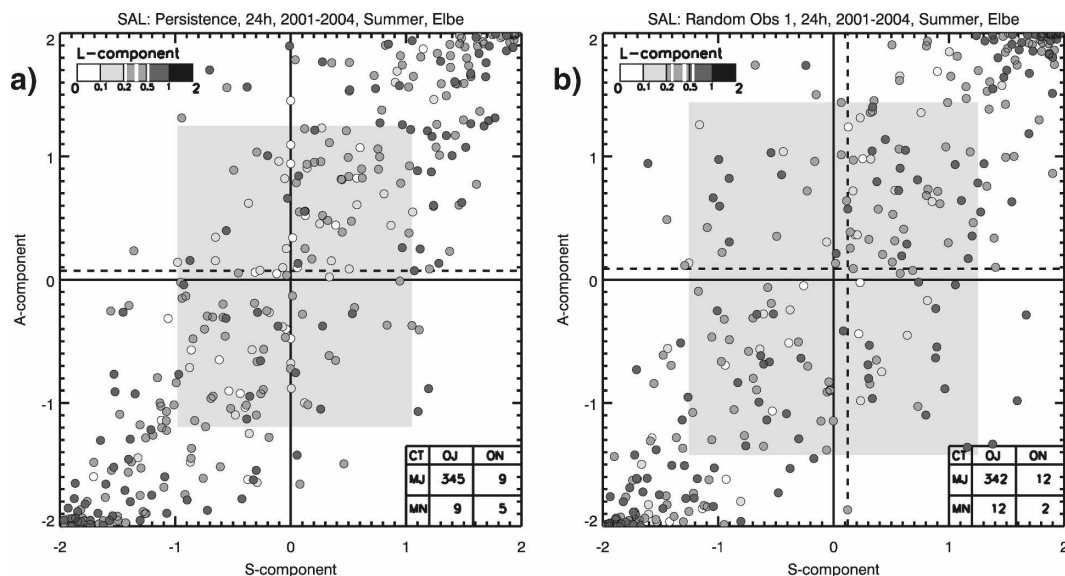 SAL: Persistence, 24h, 2001-2004, Summer, Elbe
a)
L-component
0 0.1 0.2 0.5 1 2
2
1
0
-1
-2
A-component
-2 -1 0 1 2
S-component
CT OJ ON
MJ 345 9
MN 9 5
SAL: Random Obs 1, 24h, 2001-2004, Summer, Elbe
b)
L-component
0 0.1 0.2 0.5 1 2
2
1
0
-1
-2
A-component
-2 -1 0 1 2
S-component
CT OJ ON
MJ 342 12
MN 12 2